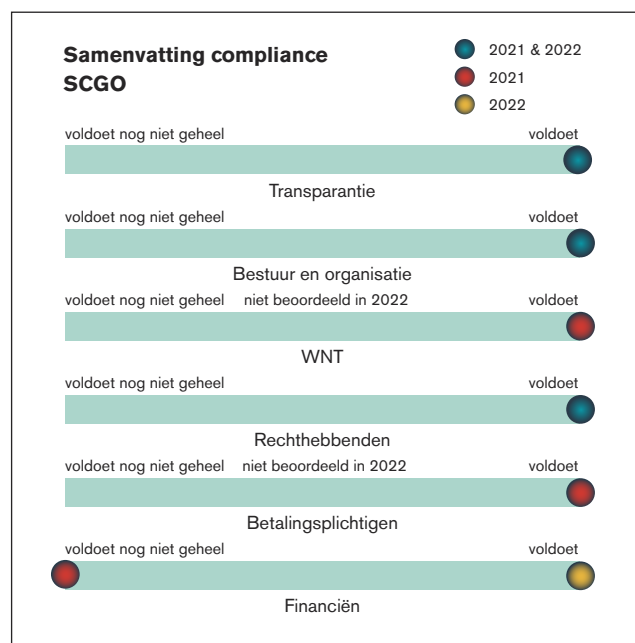 Samenvatting compliance
SCGO
2021 & 2022
2021
2022
voldoet nog niet geheel voldoet
Transparantie
voldoet nog niet geheel voldoet
Bestuur en organisatie
voldoet nog niet geheel niet beoordeeld in 2022 voldoet
WNT
voldoet nog niet geheel voldoet
Rechthebbenden
voldoet nog niet geheel niet beoordeeld in 2022 voldoet
Betalingsplichtigen
voldoet nog niet geheel voldoet
Financiën